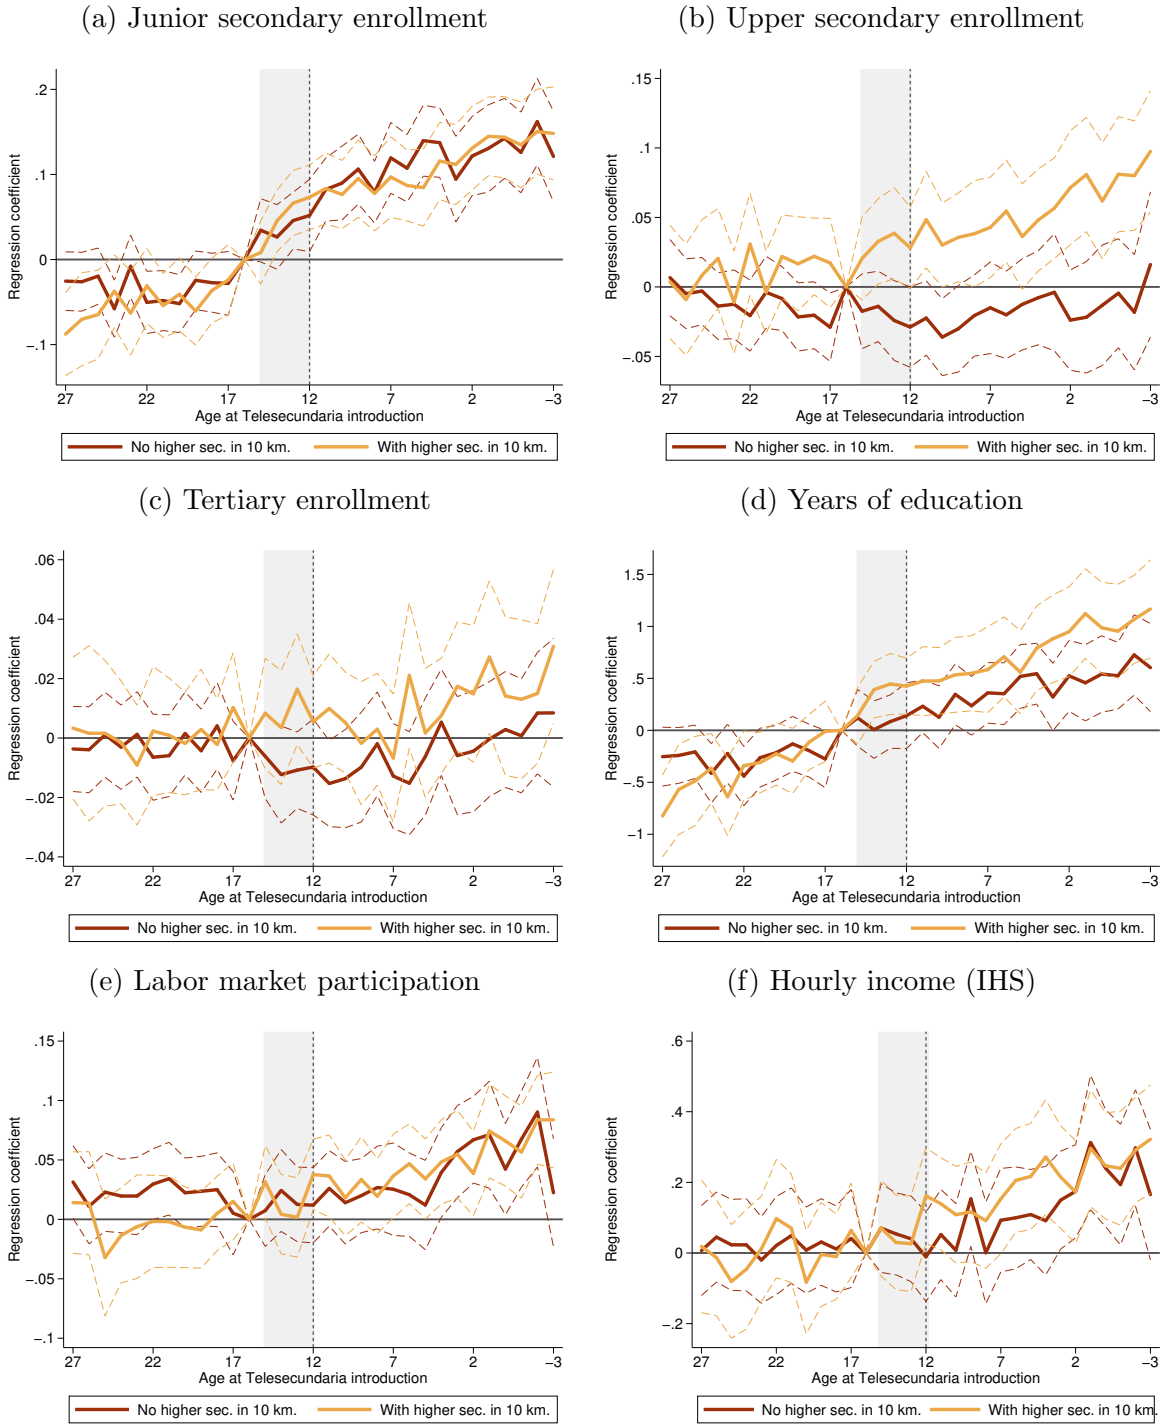 (a) Junior secondary enrollment
(b) Upper secondary enrollment
Regression coefficient
.2
.1
0
−.1
27 22 17 12 7 2 −3
Age at Telesecundaria introduction
No higher sec. in 10 km. With higher sec. in 10 km.
Regression coefficient
.15
.1
.05
0
−.05
27 22 17 12 7 2 −3
Age at Telesecundaria introduction
No higher sec. in 10 km. With higher sec. in 10 km.
(c) Tertiary enrollment
(d) Years of education
Regression coefficient
.06
.04
.02
0
−.02
−.04
27 22 17 12 7 2 −3
Age at Telesecundaria introduction
No higher sec. in 10 km. With higher sec. in 10 km.
Regression coefficient
1.5
1
.5
0
−.5
−1
27 22 17 12 7 2 −3
Age at Telesecundaria introduction
No higher sec. in 10 km. With higher sec. in 10 km.
(e) Labor market participation
(f) Hourly income (IHS)
Regression coefficient
.15
.1
.05
0
−.05
−.1
27 22 17 12 7 2 −3
Age at Telesecundaria introduction
No higher sec. in 10 km. With higher sec. in 10 km.
Regression coefficient
.6
.4
.2
0
−.2
27 22 17 12 7 2 −3
Age at Telesecundaria introduction
No higher sec. in 10 km. With higher sec. in 10 km.